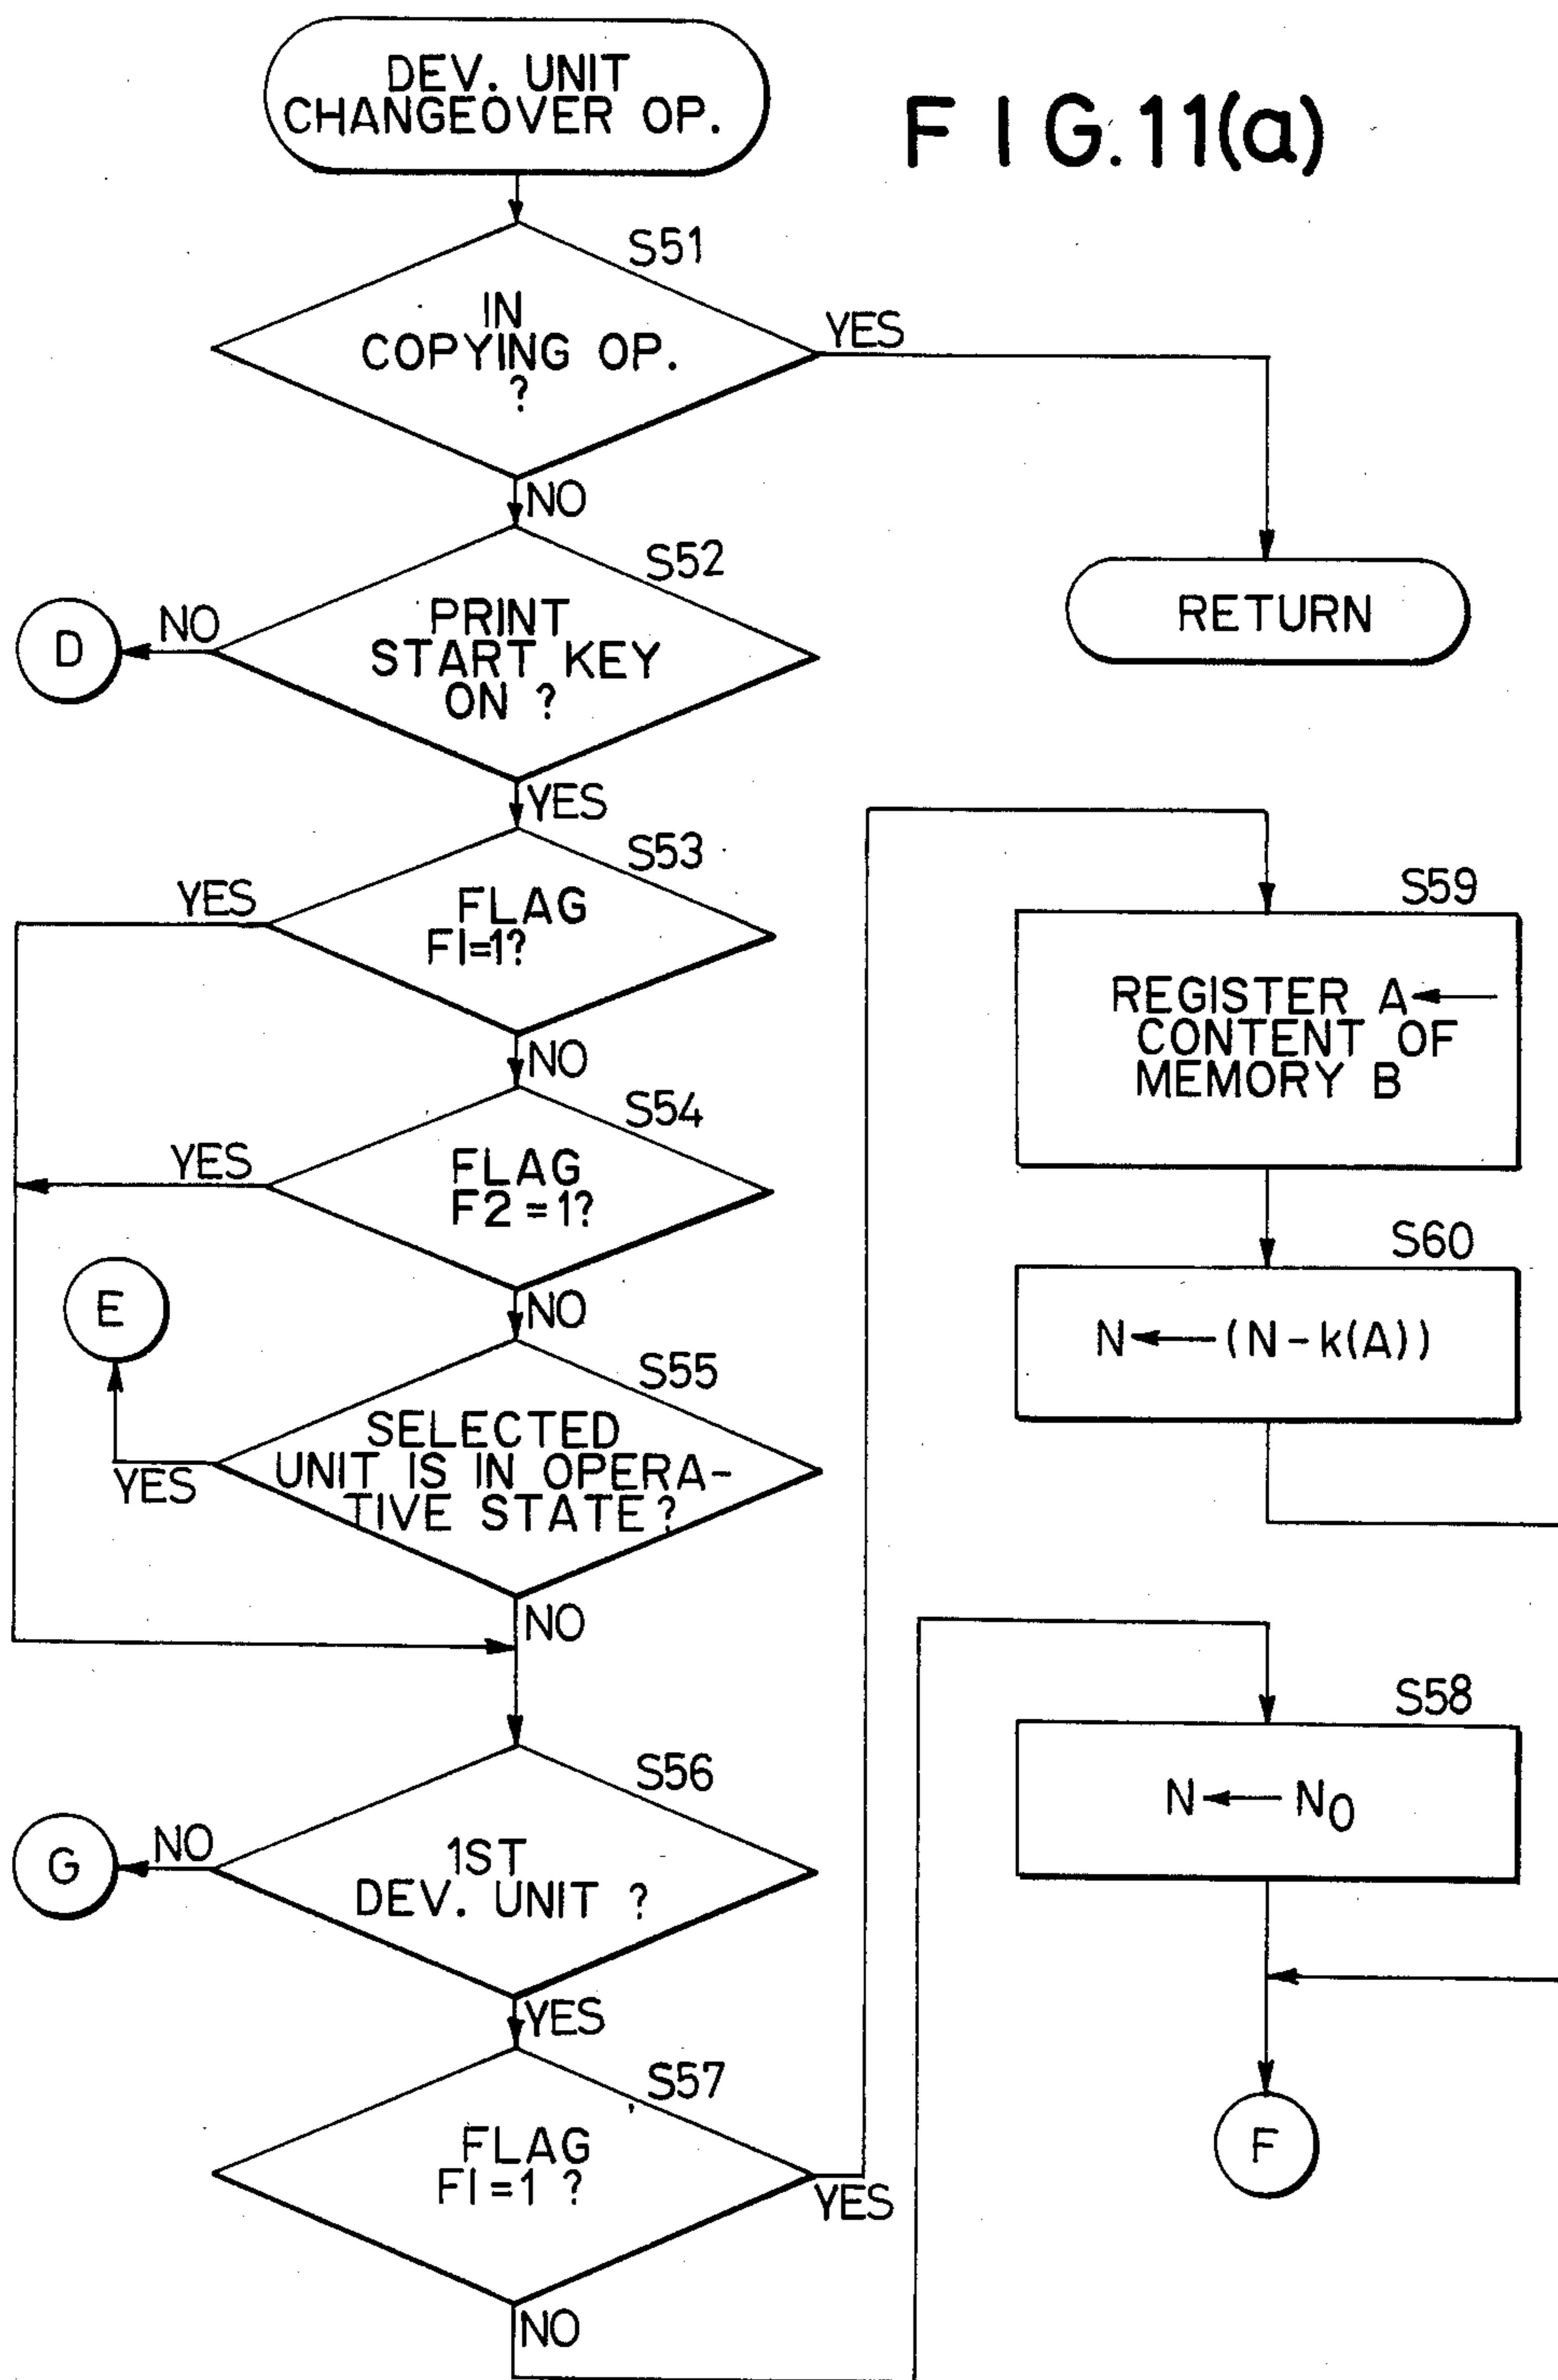 DEV. UNIT
CHANGEOVER OP.
F I G.11(a)
S51
IN
COPYING OP.
?
YES
NO
S52
PRINT
START KEY
ON ?
NO
D
YES
RETURN
S53
FLAG
F1=1?
YES
NO
S54
FLAG
F2=1?
YES
NO
E
S55
SELECTED
UNIT IS IN OPERA-
TIVE STATE?
YES
NO
S56
1ST
DEV. UNIT ?
NO
G
YES
S57
FLAG
F1=1 ?
YES
NO
S59
REGISTER A←
CONTENT OF
MEMORY B
S60
N←(N-k(A))
S58
N←N0
F